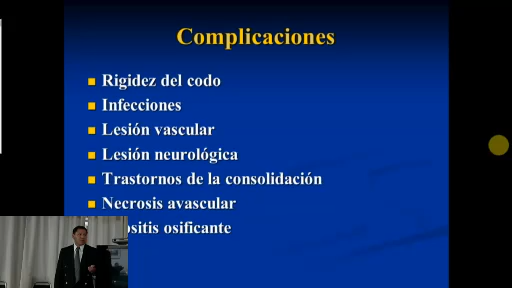 Complicaciones
Rigidez del codo
Infecciones
Lesión vascular
Lesión neurológica
Trastornos de la consolidación
Necrosis avascular
osificante